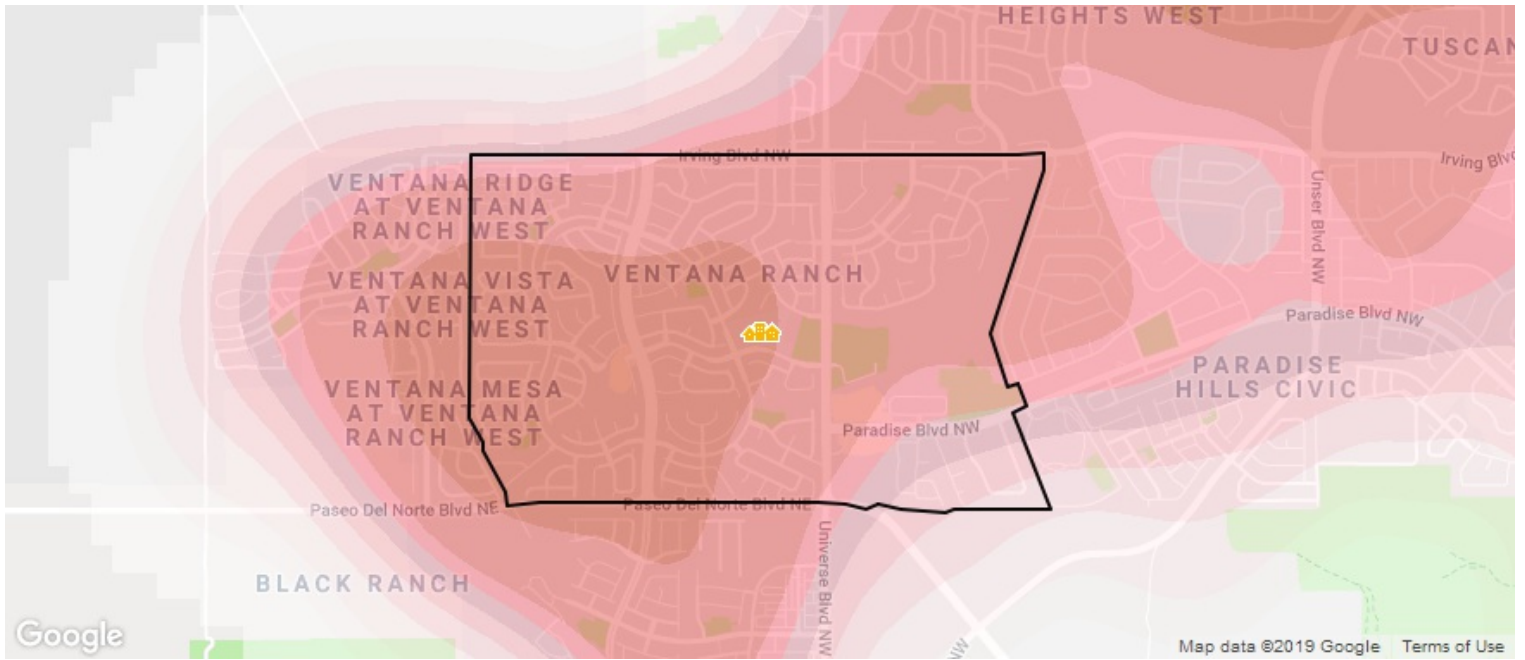 HEIGHTS WEST
TUSCAN
Irving Blvd NW
Irving Blvd
VENTANA RIDGE
AT VENTANA
RANCH WEST
Unser Blvd NW
VENTANA RANCH
VENTANA VISTA
AT VENTANA
RANCH WEST
Paradise Blvd NW
PARADISE
HILLS CIVIC
VENTANA MESA
AT VENTANA
RANCH WEST
Paradise Blvd NW
Paseo Del Norte Blvd NE
Paseo Del Norte Blvd NE
Universe Blvd NW
BLACK RANCH
NW
Google
Map data ©2019 Google
Terms of Use